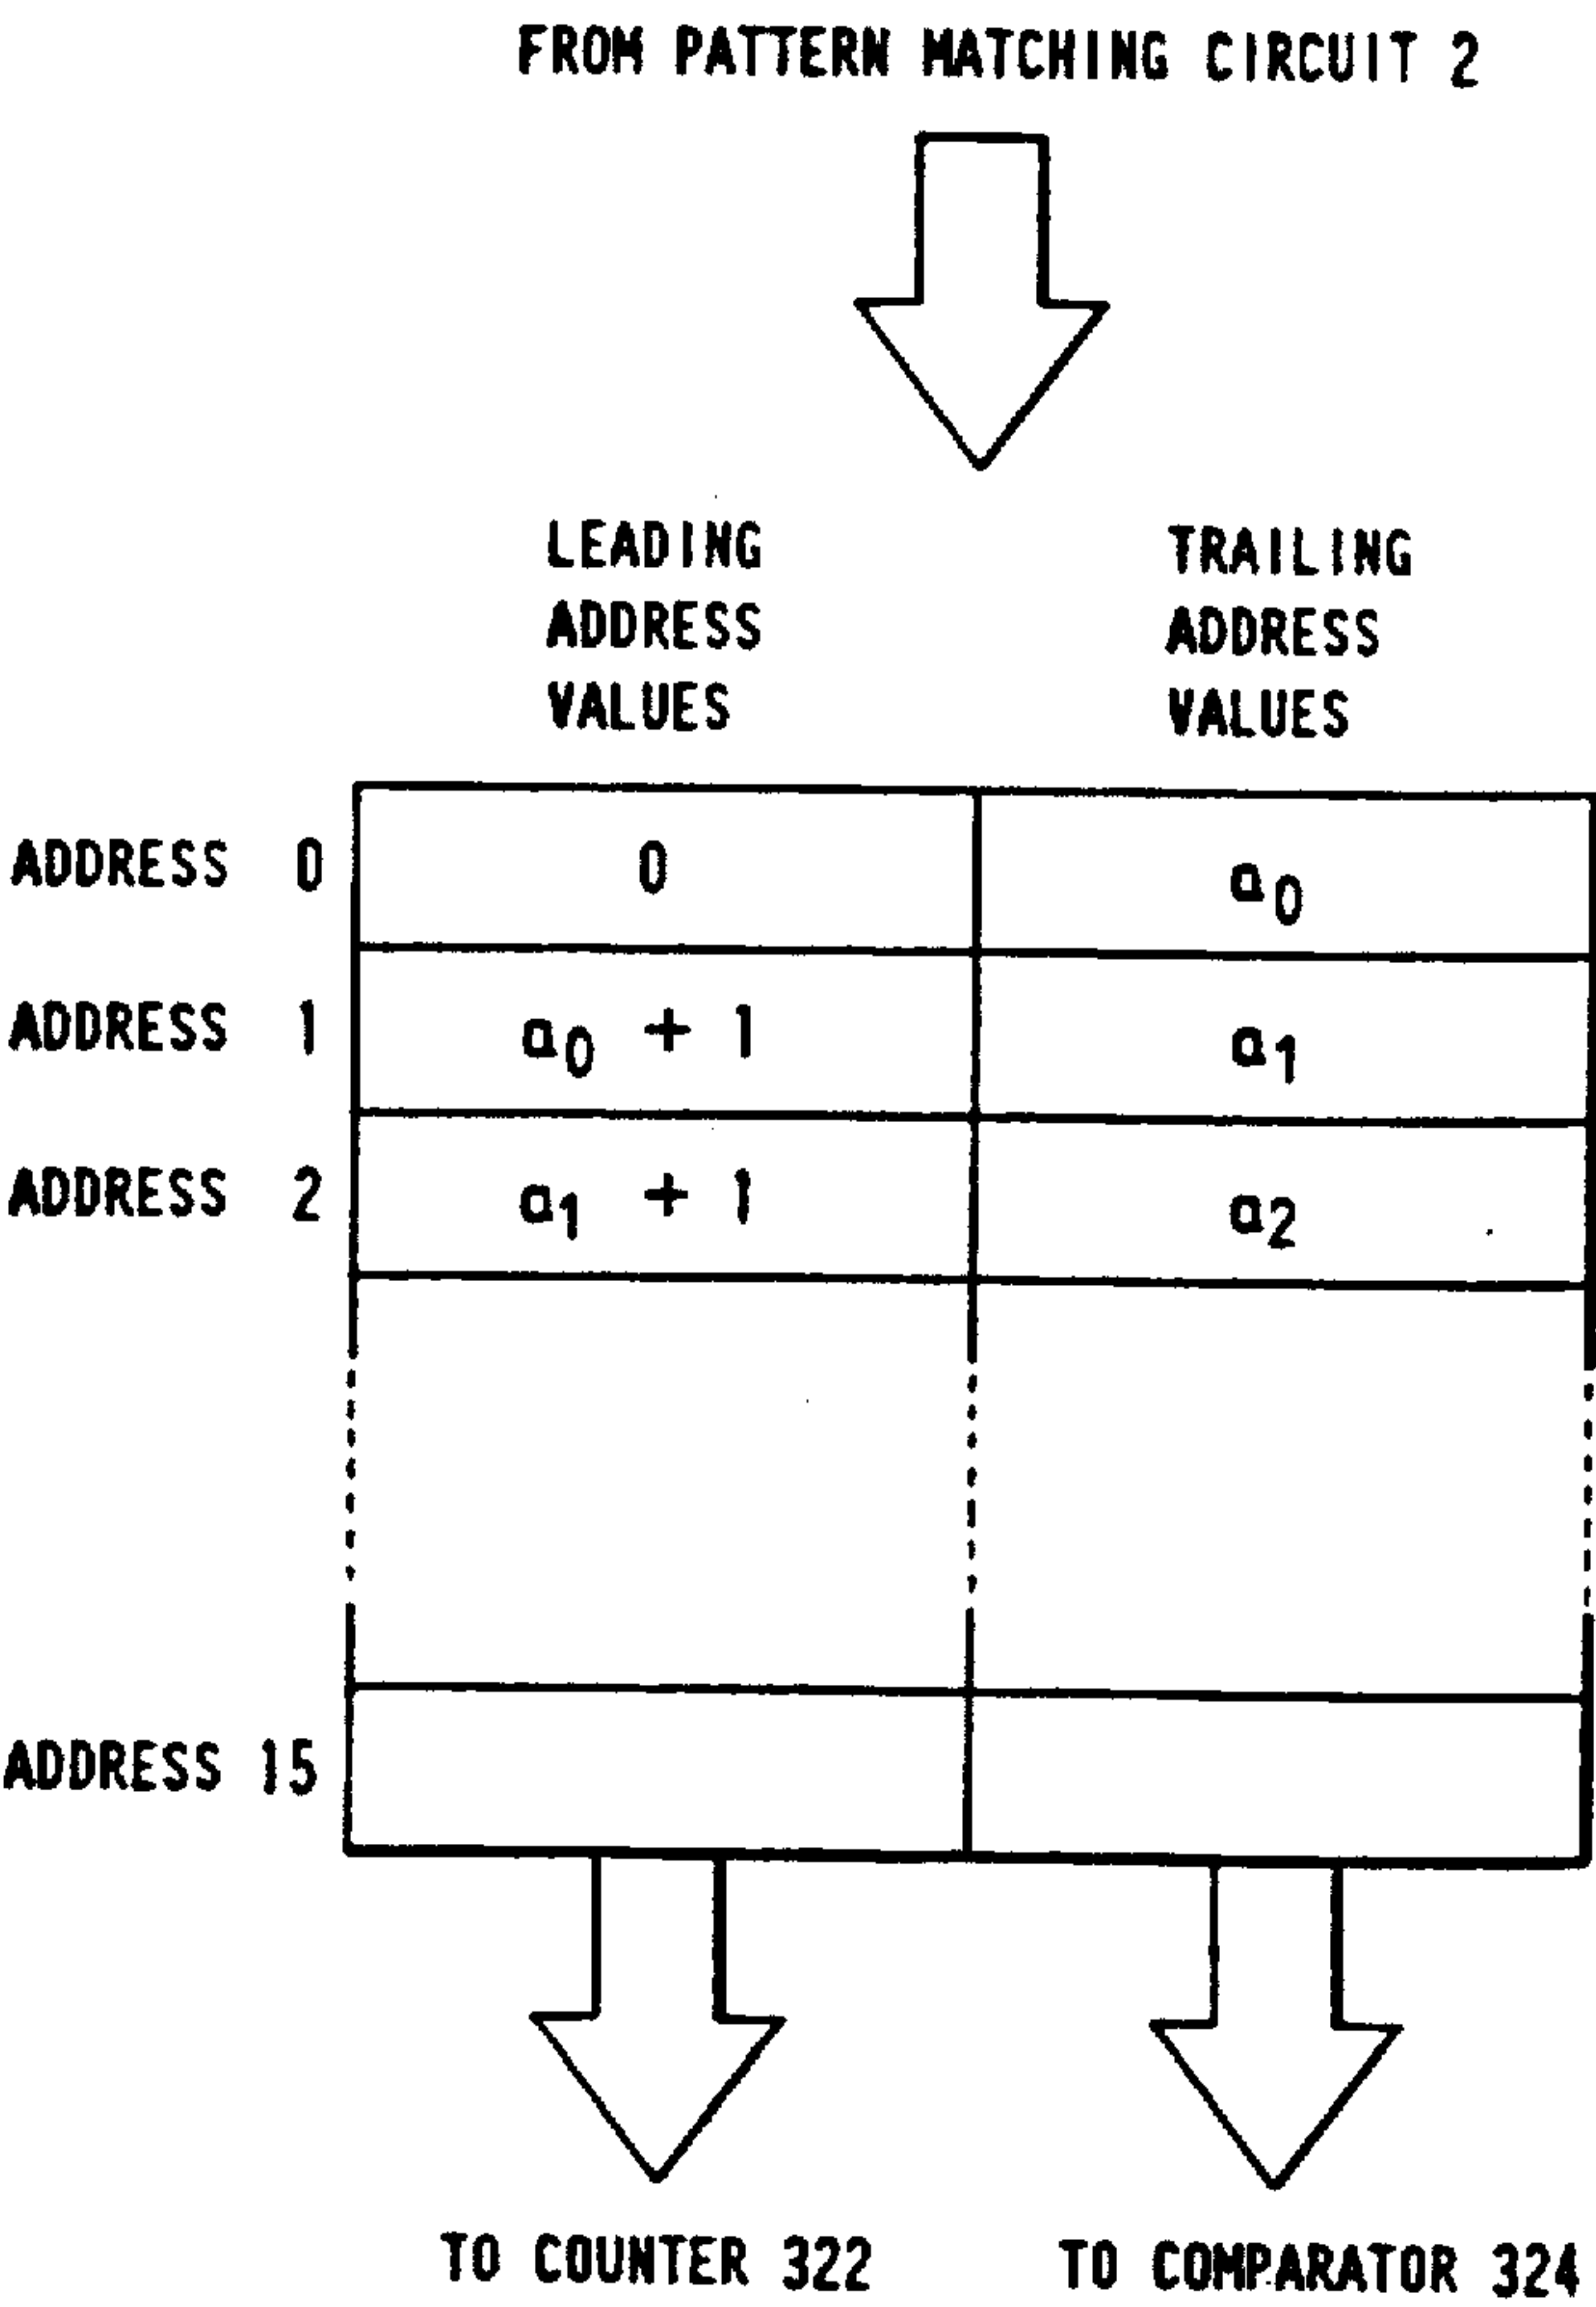 FROM PATTERN MATCHING CIRCUIT 2
LEADING ADDRESS VALUES
TRAILING ADDRESS VALUES
ADDRESS 0 0 a0
ADDRESS 1 a0 + 1 a1
ADDRESS 2 a1 + 1 a2
ADDRESS 15
TO COUNTER 322
TO COMPARATOR 324